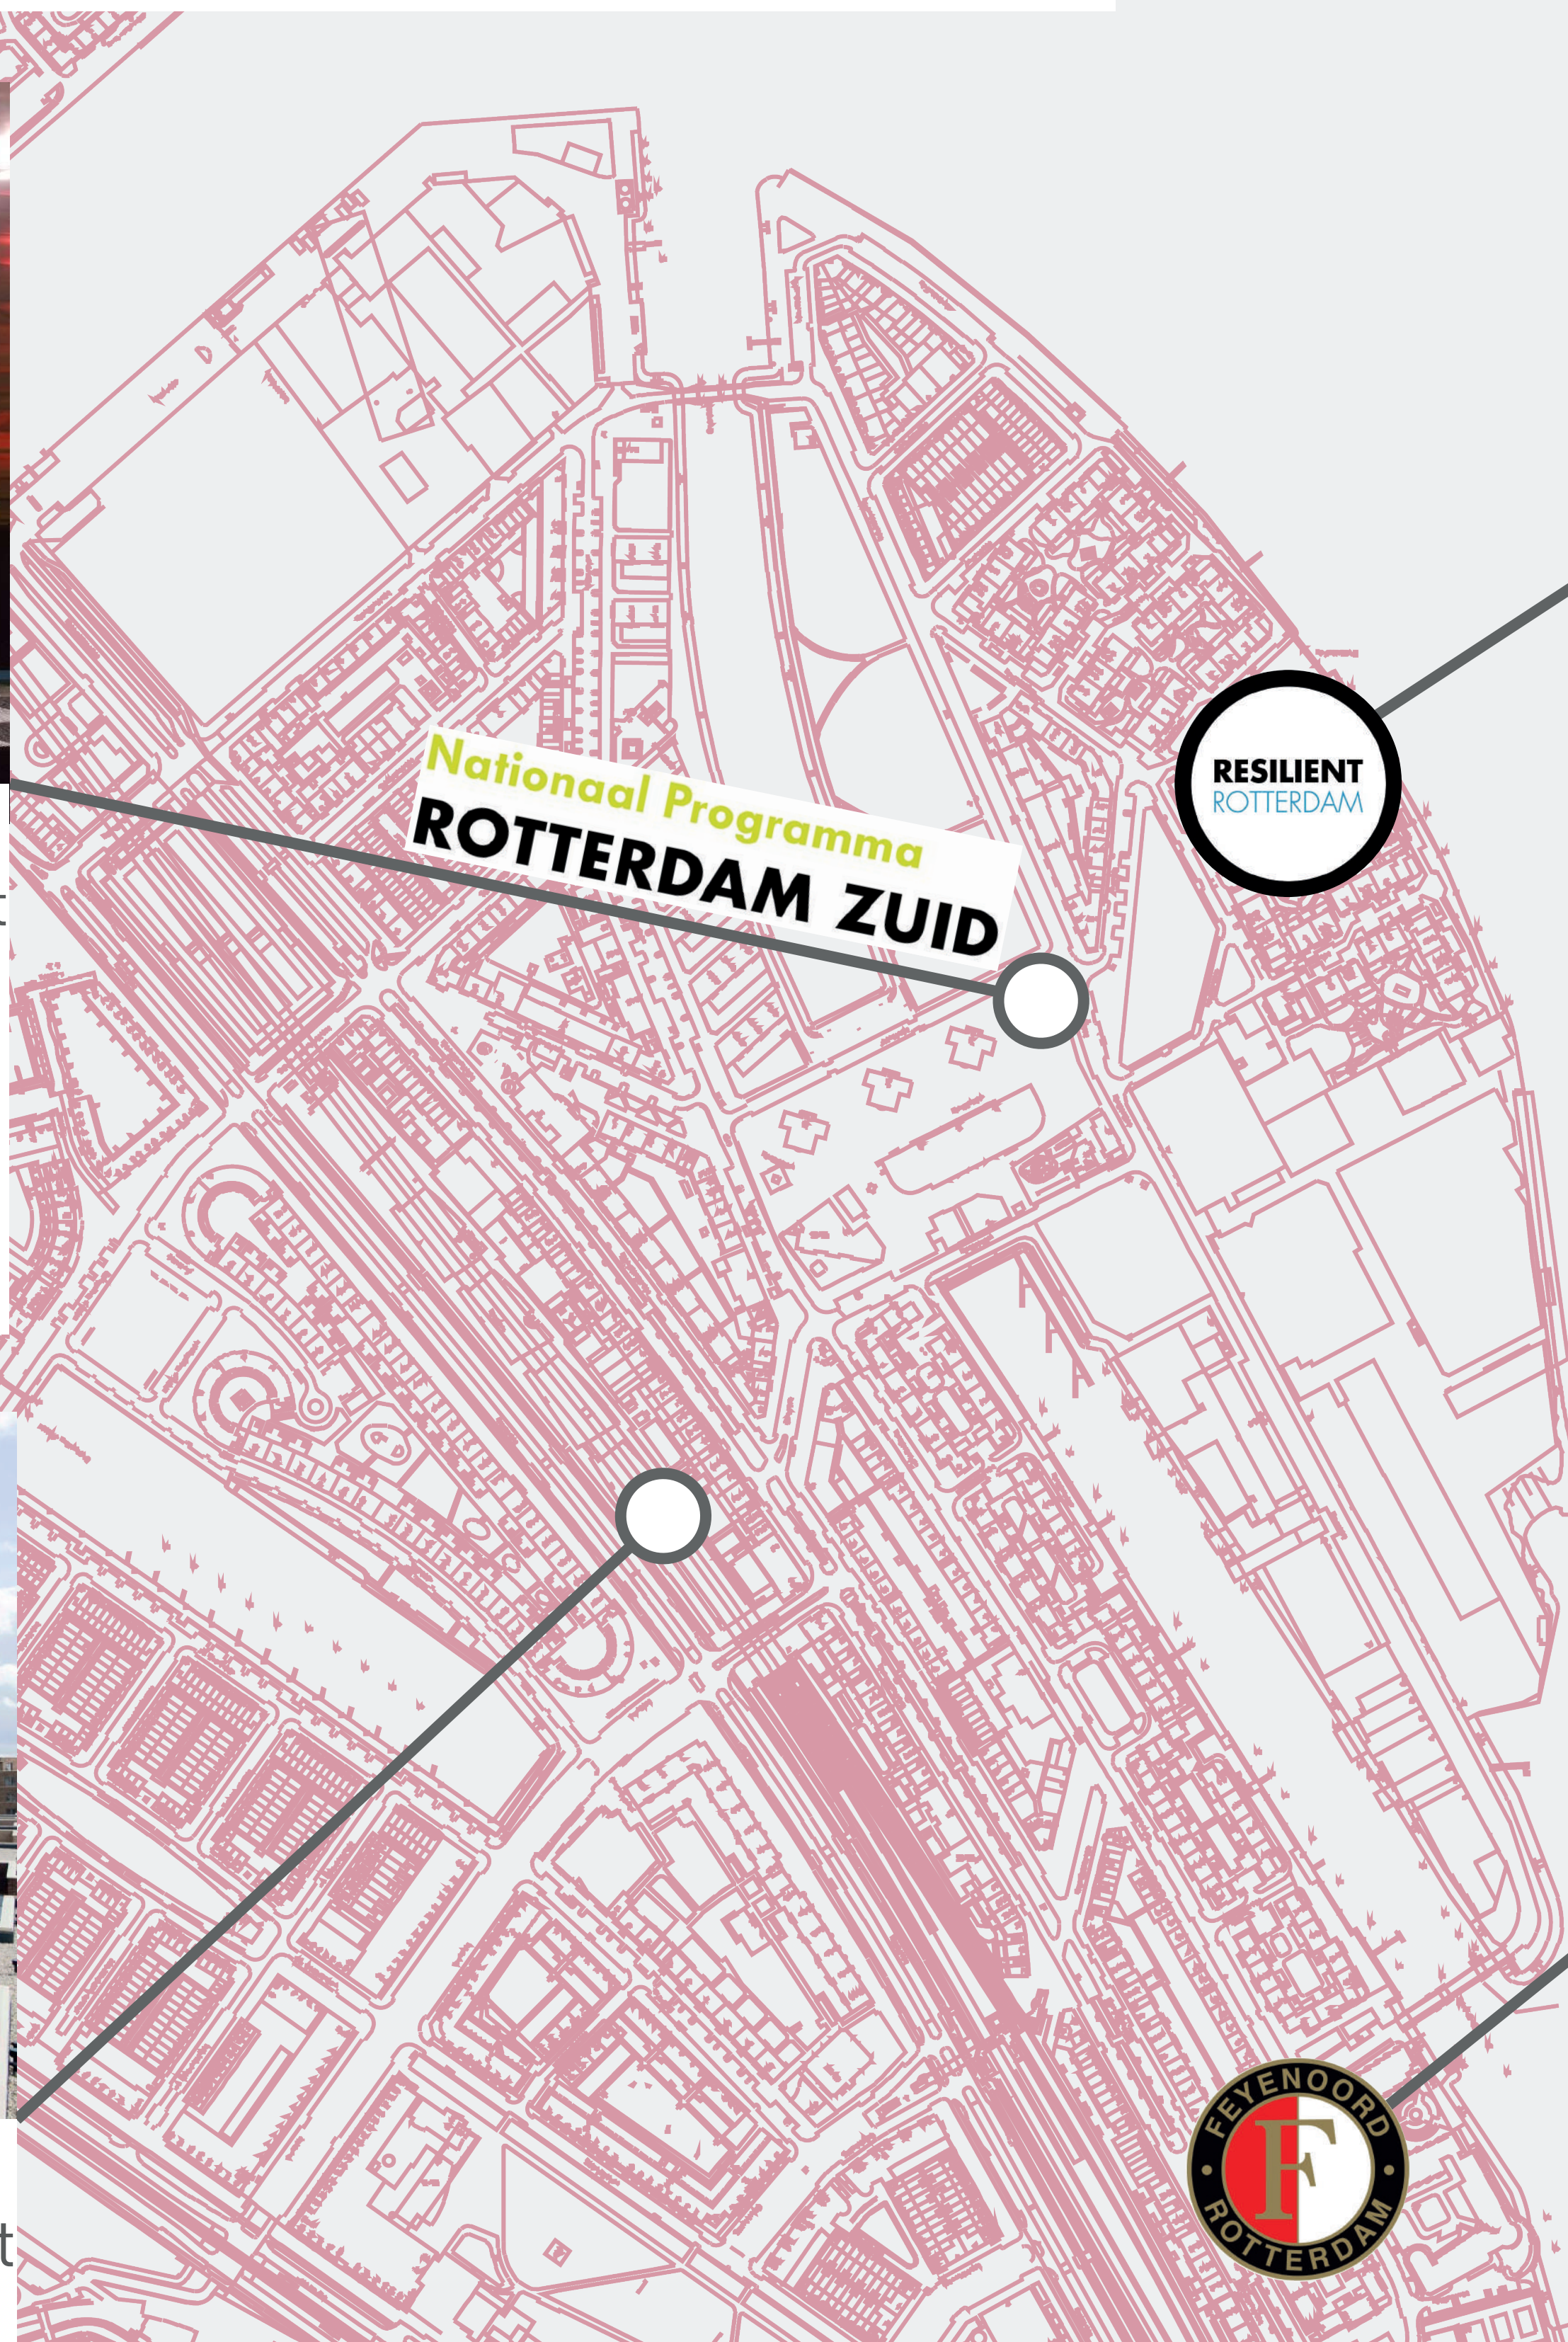 Nationaal Programma
ROTTERDAM ZUID
RESILIENT
ROTTERDAM
t
FEYENOORD
F
ROTTERDAM
t